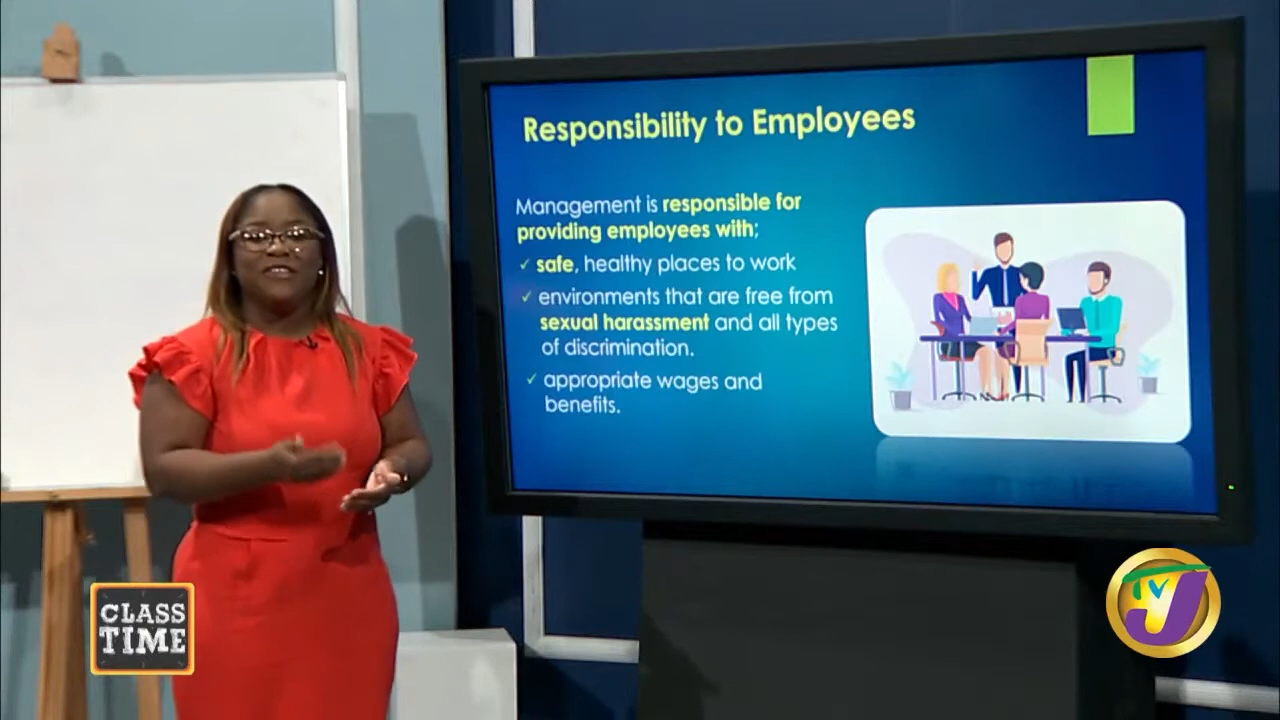 Responsibility to Employees
Management is responsible for
providing employees with;
✓ safe, healthy places to work
✓ environments that are free from
sexual harassment and all types
of discrimination.
✓ appropriate wages and
benefits.
CLASS
TIME
TVJ